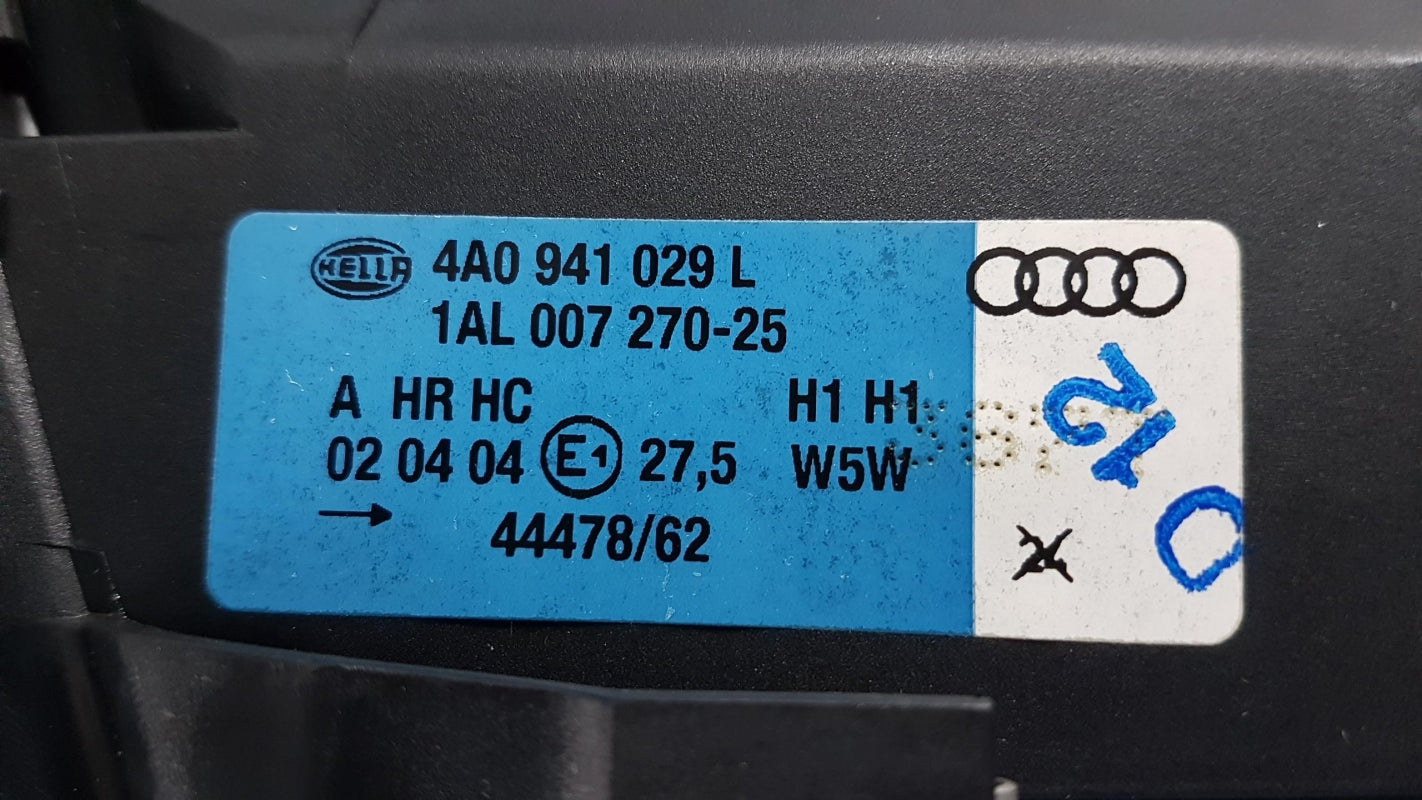 HELLA 4A0 941 029 L
1AL 007 270-25
A HR HC H1 H1
02 04 04 E1 27,5 W5W
→ 44478/62